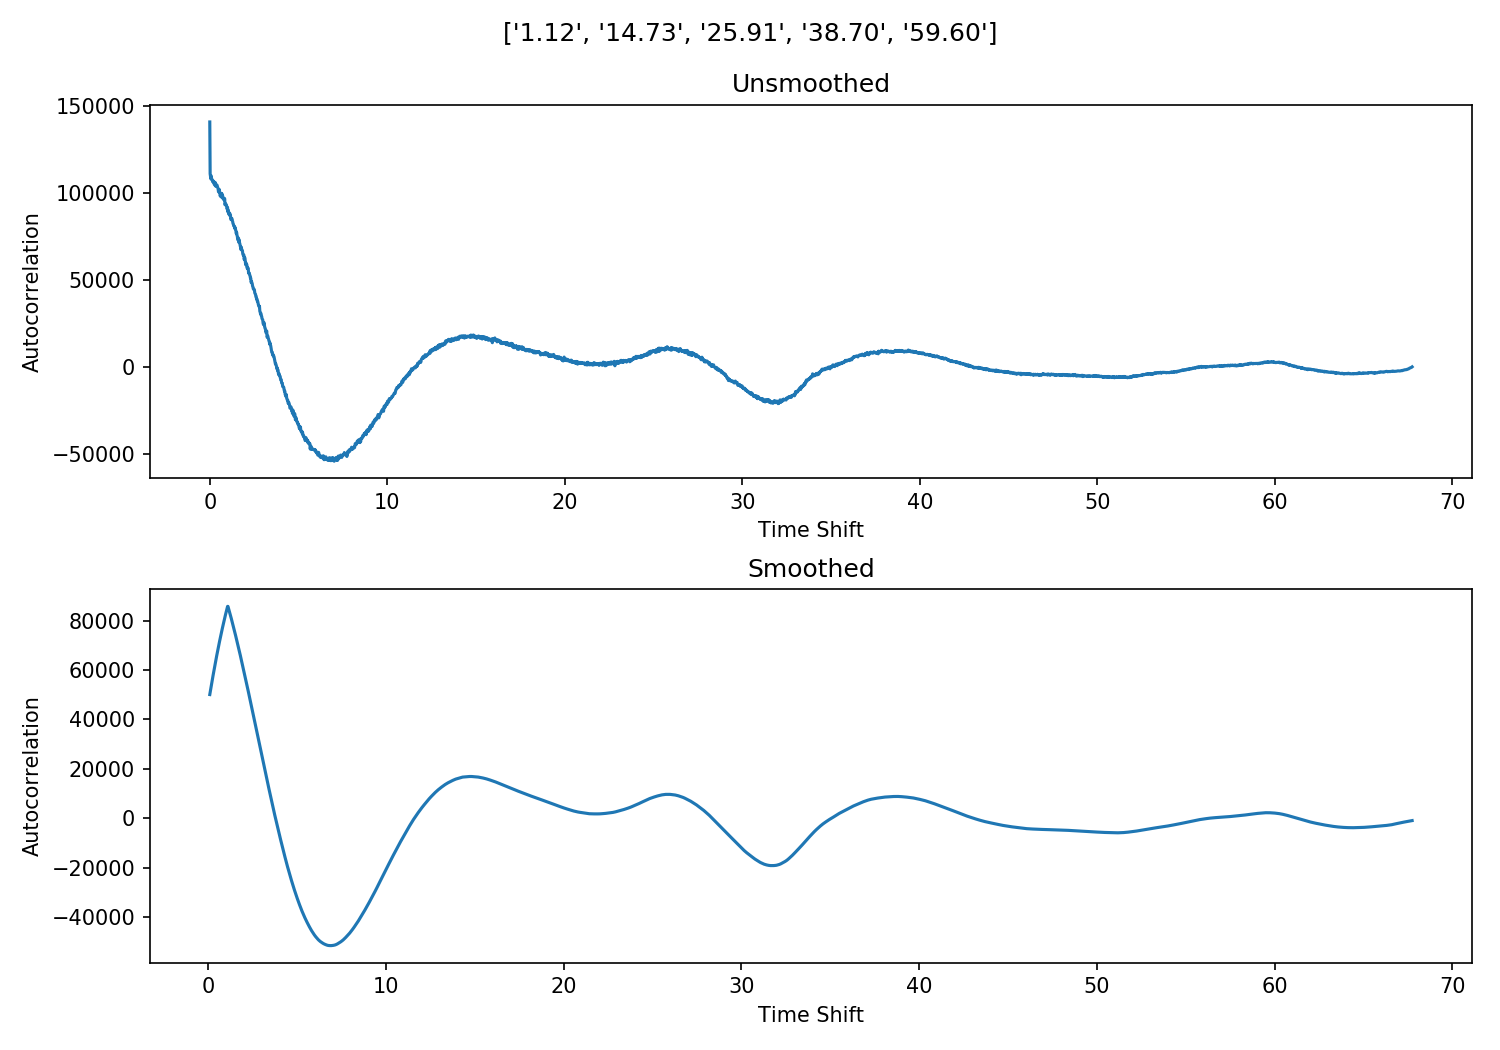 ['1.12', '14.73', '25.91', '38.70', '59.60']
Unsmoothed
150000
100000
50000
0
−50000
Autocorrelation
0 10 20 30 40 50 60 70
Time Shift
Smoothed
80000
60000
40000
20000
0
−20000
−40000
Autocorrelation
0 10 20 30 40 50 60 70
Time Shift